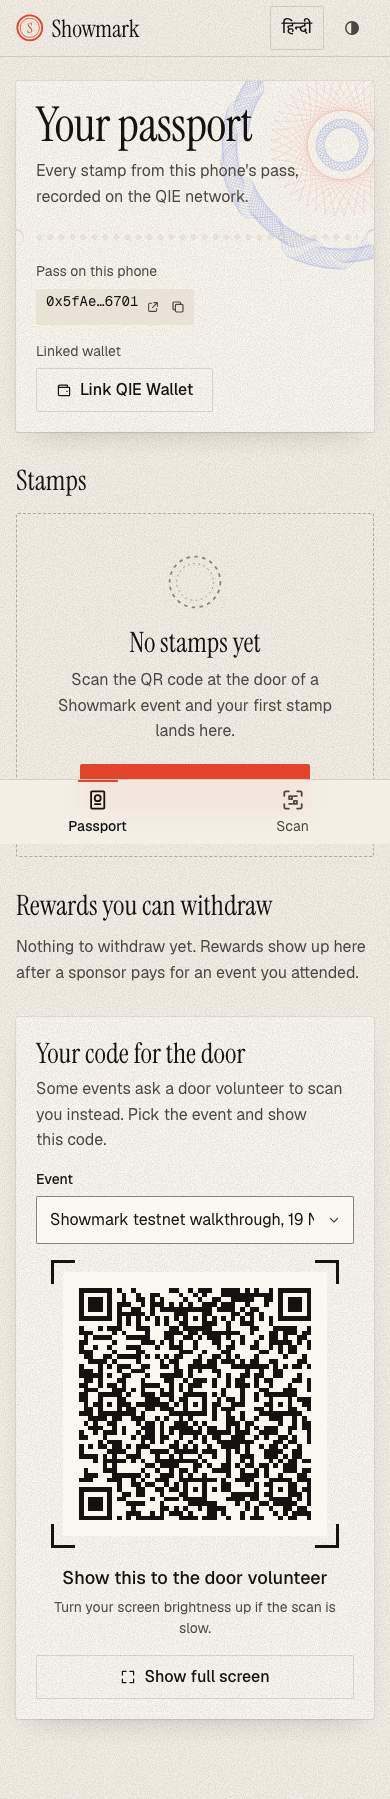 S Showmark
हिन्दी
Your passport
Every stamp from this phone's pass,
recorded on the QIE network.
Pass on this phone
0x5fAe…6701
Linked wallet
Link QIE Wallet
Stamps
No stamps yet
Scan the QR code at the door of a
Showmark event and your first stamp
lands here.
Passport
Scan
Rewards you can withdraw
Nothing to withdraw yet. Rewards show up here
after a sponsor pays for an event you attended.
Your code for the door
Some events ask a door volunteer to scan
you instead. Pick the event and show
this code.
Event
Showmark testnet walkthrough, 19
Show this to the door volunteer
Turn your screen brightness up if the scan is
slow.
Show full screen